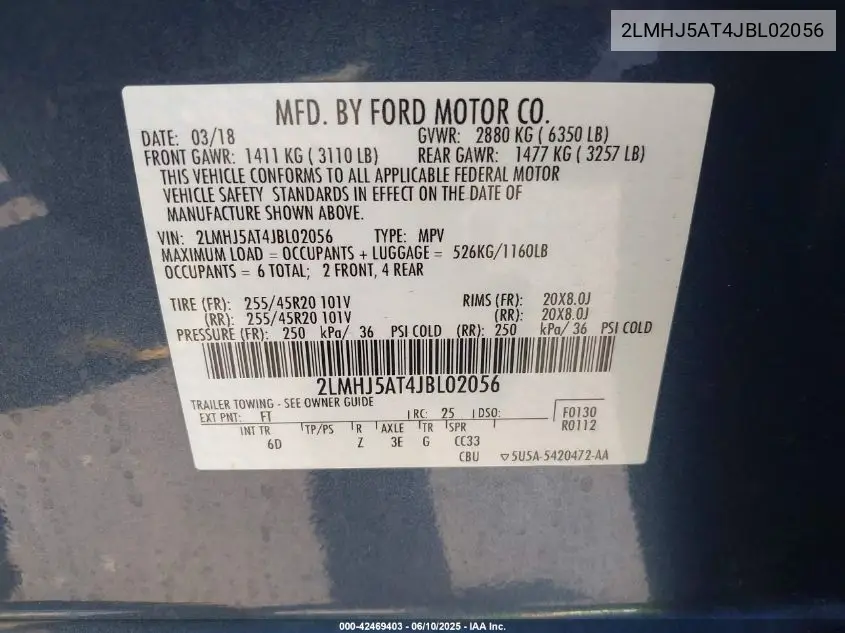 2LMHJ5AT4JBL02056
MFD. BY FORD MOTOR CO.
DATE: 03/18 GVWR: 2880 KG ( 6350 LB)
FRONT GAWR: 1411 KG ( 3110 LB) REAR GAWR: 1477 KG ( 3257 LB)
THIS VEHICLE CONFORMS TO ALL APPLICABLE FEDERAL MOTOR
VEHICLE SAFETY STANDARDS IN EFFECT ON THE DATE OF
MANUFACTURE SHOWN ABOVE.
VIN: 2LMHJ5AT4JBL02056 TYPE: MPV
MAXIMUM LOAD = OCCUPANTS + LUGGAGE = 526KG/1160LB
OCCUPANTS = 6 TOTAL; 2 FRONT, 4 REAR
TIRE (FR): 255/45R20 101V RIMS (FR): 20X8.0J
(RR): 255/45R20 101V (RR): 20X8.0J
PRESSURE (FR): 250 kPa/ 36 PSI COLD (RR): 250 kPa/ 36 PSI COLD
2LMHJ5AT4JBL02056
TRAILER TOWING - SEE OWNER GUIDE
EXT PNT: FT RC: 25 DSO: F0130
INT TR TP/PS R AXLE TR SPR R0112
6D Z 3E G CC33
CBU ▽5U5A-5420472-AA
000-42469403 - 06/10/2025 - IAA Inc.